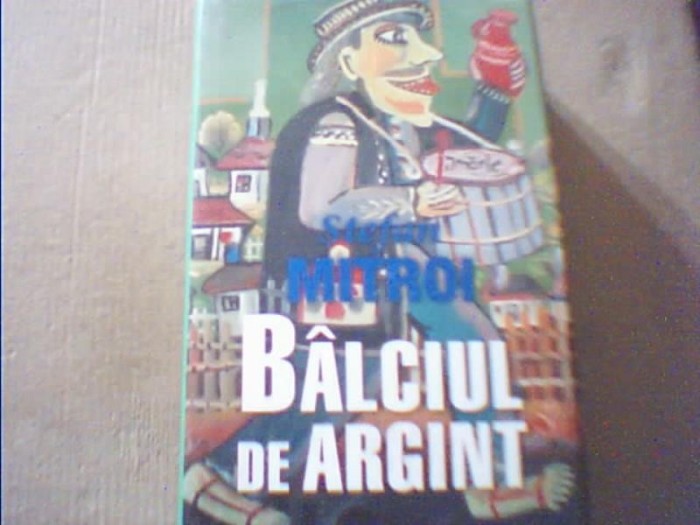 Stefan
MITROI
BÂLCIUL
DE ARGINT